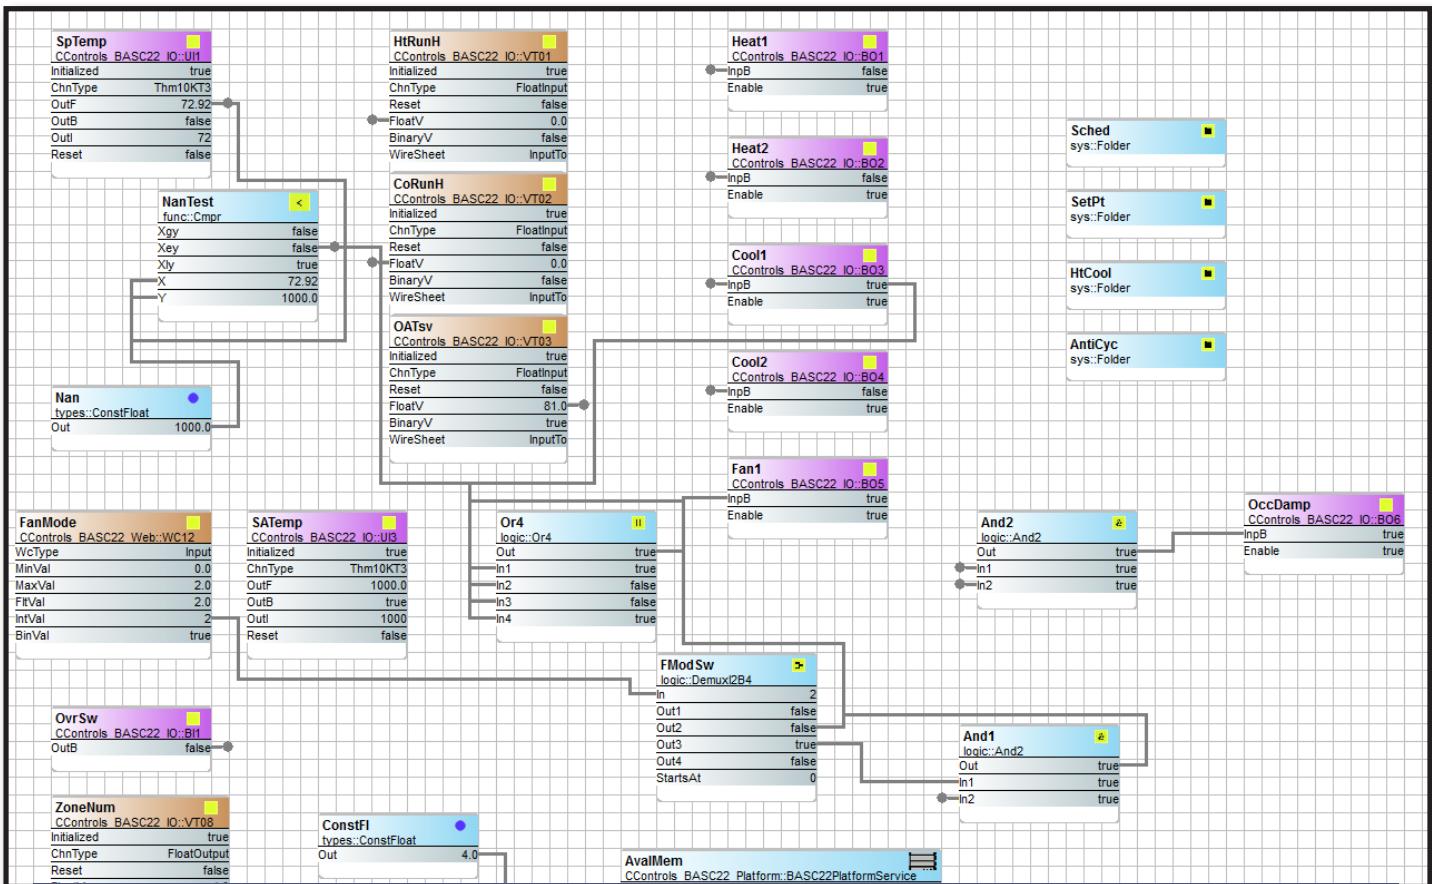 SpTemp
CControls_BASC22_IO::UI1
Initialized true
ChnType Thm10KT3
OutF 72.92
OutB false
OutI 72
Reset false
NanTest
func::Cmpr
Xgy false
Xey false
Xly true
X 72.92
Y 1000.0
Nan
types::ConstFloat
Out 1000.0
HtRunH
CControls_BASC22_IO::VT01
Initialized true
ChnType FloatInput
Reset false
FloatV 0.0
BinaryV false
WireSheet InputTo
CoRunH
CControls_BASC22_IO::VT02
Initialized true
ChnType FloatInput
Reset false
FloatV 0.0
BinaryV false
WireSheet InputTo
OATsv
CControls_BASC22_IO::VT03
Initialized true
ChnType FloatInput
Reset false
FloatV 81.0
BinaryV true
WireSheet InputTo
Heat1
CControls_BASC22_IO::BO1
InpB false
Enable true
Heat2
CControls_BASC22_IO::BO2
InpB false
Enable true
Cool1
CControls_BASC22_IO::BO3
InpB true
Enable true
Cool2
CControls_BASC22_IO::BO4
InpB false
Enable true
Fan1
CControls_BASC22_IO::BO5
InpB true
Enable true
Sched
sys::Folder
SetPt
sys::Folder
HtCool
sys::Folder
AntiCyc
sys::Folder
FanMode
CControls_BASC22_Web::WC12
WcType Input
MinVal 0.0
MaxVal 2.0
FltVal 2.0
IntVal 2
BinVal true
SATemp
CControls_BASC22_IO::UI3
Initialized true
ChnType Thm10KT3
OutF 1000.0
OutB true
OutI 1000
Reset false
Or4
logic::Or4
Out true
In1 true
In2 false
In3 false
In4 true
And2
logic::And2
Out true
In1 true
In2 true
OccDamp
CControls_BASC22_IO::BO6
InpB true
Enable true
FModSw
logic::DemuxI2B4
In 2
Out1 false
Out2 false
Out3 true
Out4 false
StartsAt 0
And1
logic::And2
Out true
In1 true
In2 true
OvrSw
CControls_BASC22_IO::BI1
OutB false
ZoneNum
CControls_BASC22_IO::VT08
Initialized true
ChnType FloatOutput
Reset false
ConstFl
types::ConstFloat
Out 4.0
AvalMem
CControls_BASC22_Platform::BASC22PlatformService